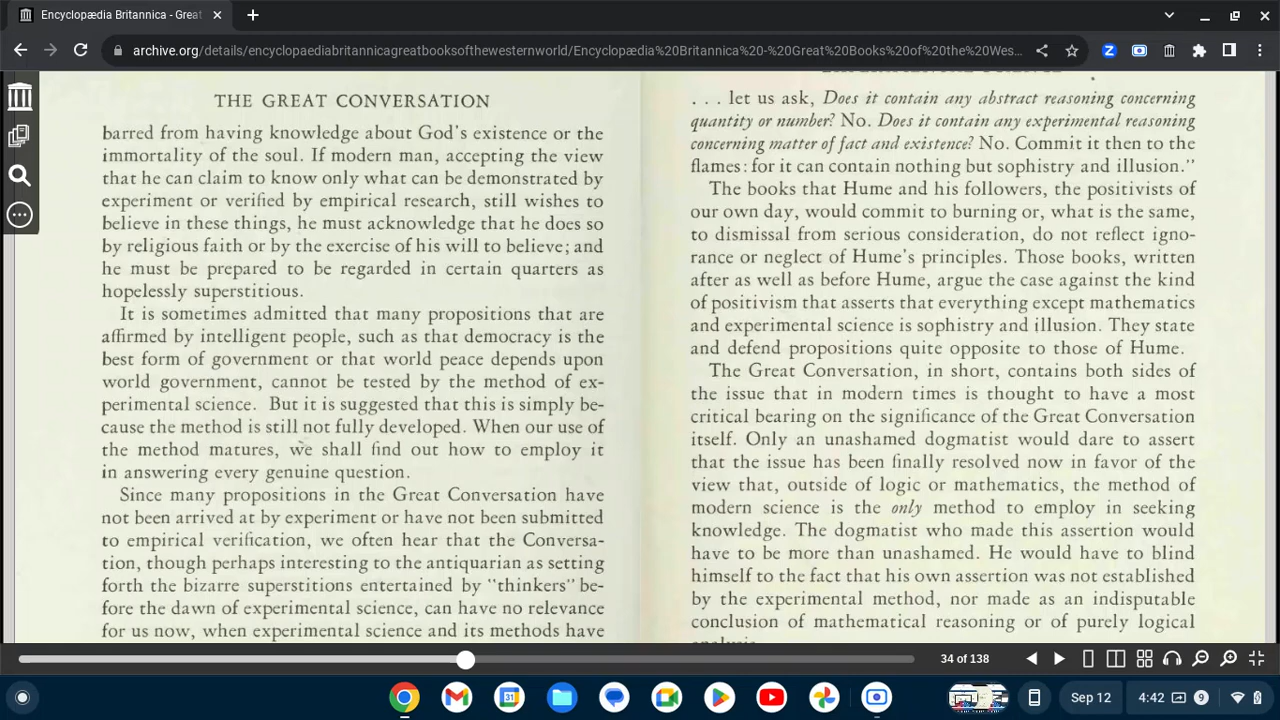 Encyclopædia Britannica - Great
archive.org/details/encyclopaediabritannicagreatbooksofthewesternworld/Encyclopædia%20Britannica%20-%20Great%20Books%20of%20the%20Wes...
THE GREAT CONVERSATION
barred from having knowledge about God's existence or the
immortality of the soul. If modern man, accepting the view
that he can claim to know only what can be demonstrated by
experiment or verified by empirical research, still wishes to
believe in these things, he must acknowledge that he does so
by religious faith or by the exercise of his will to believe; and
he must be prepared to be regarded in certain quarters as
hopelessly superstitious.
It is sometimes admitted that many propositions that are
affirmed by intelligent people, such as that democracy is the
best form of government or that world peace depends upon
world government, cannot be tested by the method of ex-
perimental science. But it is suggested that this is simply be-
cause the method is still not fully developed. When our use of
the method matures, we shall find out how to employ it
in answering every genuine question.
Since many propositions in the Great Conversation have
not been arrived at by experiment or have not been submitted
to empirical verification, we often hear that the Conversa-
tion, though perhaps interesting to the antiquarian as setting
forth the bizarre superstitions entertained by "thinkers" be-
fore the dawn of experimental science, can have no relevance
for us now, when experimental science and its methods have
. . . let us ask, Does it contain any abstract reasoning concerning
quantity or number? No. Does it contain any experimental reasoning
concerning matter of fact and existence? No. Commit it then to the
flames: for it can contain nothing but sophistry and illusion."
The books that Hume and his followers, the positivists of
our own day, would commit to burning or, what is the same,
to dismissal from serious consideration, do not reflect igno-
rance or neglect of Hume's principles. Those books, written
after as well as before Hume, argue the case against the kind
of positivism that asserts that everything except mathematics
and experimental science is sophistry and illusion. They state
and defend propositions quite opposite to those of Hume.
The Great Conversation, in short, contains both sides of
the issue that in modern times is thought to have a most
critical bearing on the significance of the Great Conversation
itself. Only an unashamed dogmatist would dare to assert
that the issue has been finally resolved now in favor of the
view that, outside of logic or mathematics, the method of
modern science is the only method to employ in seeking
knowledge. The dogmatist who made this assertion would
have to be more than unashamed. He would have to blind
himself to the fact that his own assertion was not established
by the experimental method, nor made as an indisputable
conclusion of mathematical reasoning or of purely logical
34 of 138
31
Sep 12
4:42
9